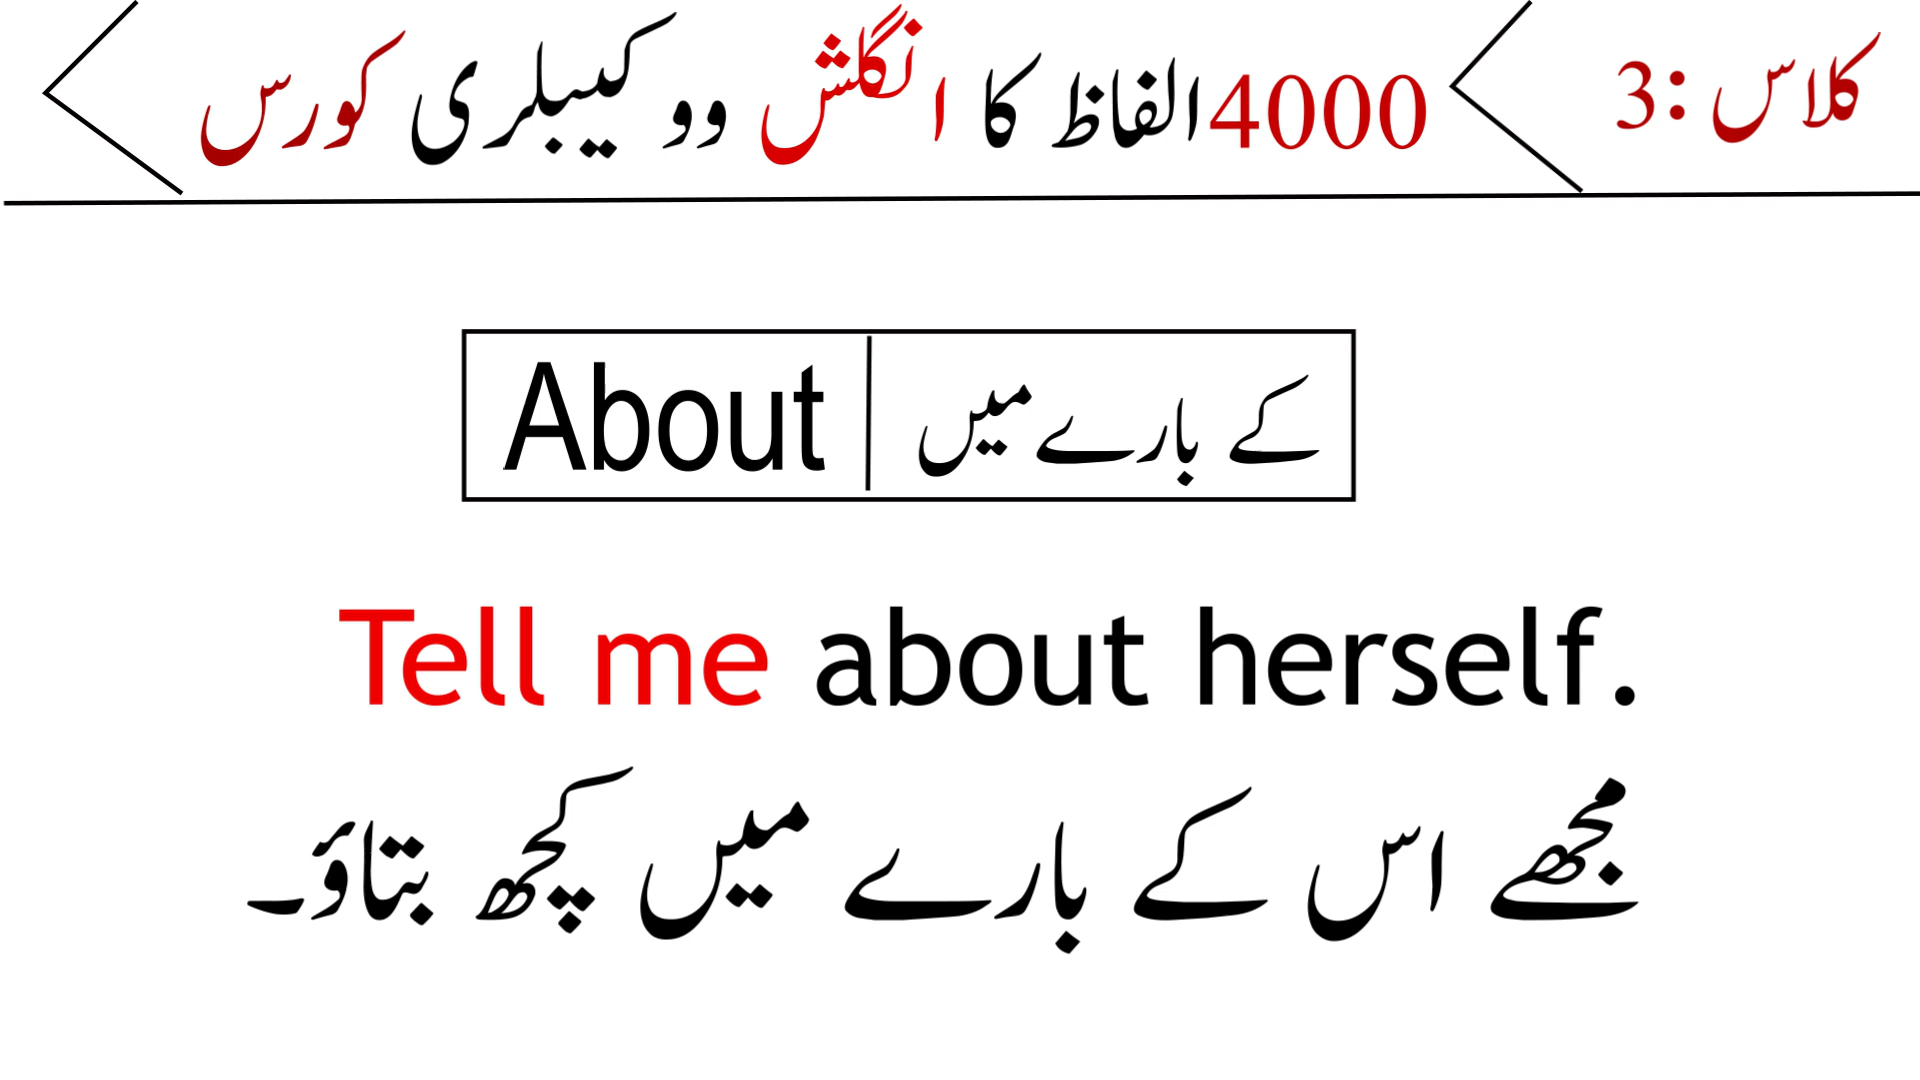 کلاس :3
4000الفاظ کا انگلش ووکیبلری کورس
About
کے بارے میں
Tell me about herself.
مجھے اس کے بارے میں کچھ بتاؤ۔